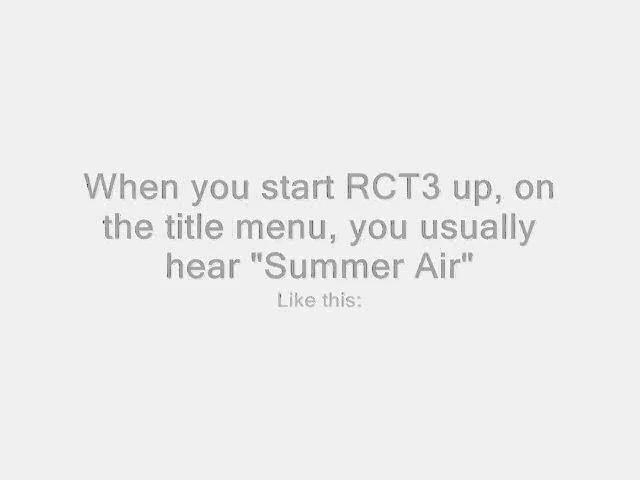 When you start RCT3 up, on
the title menu, you usually
hear "Summer Air"
Like this: